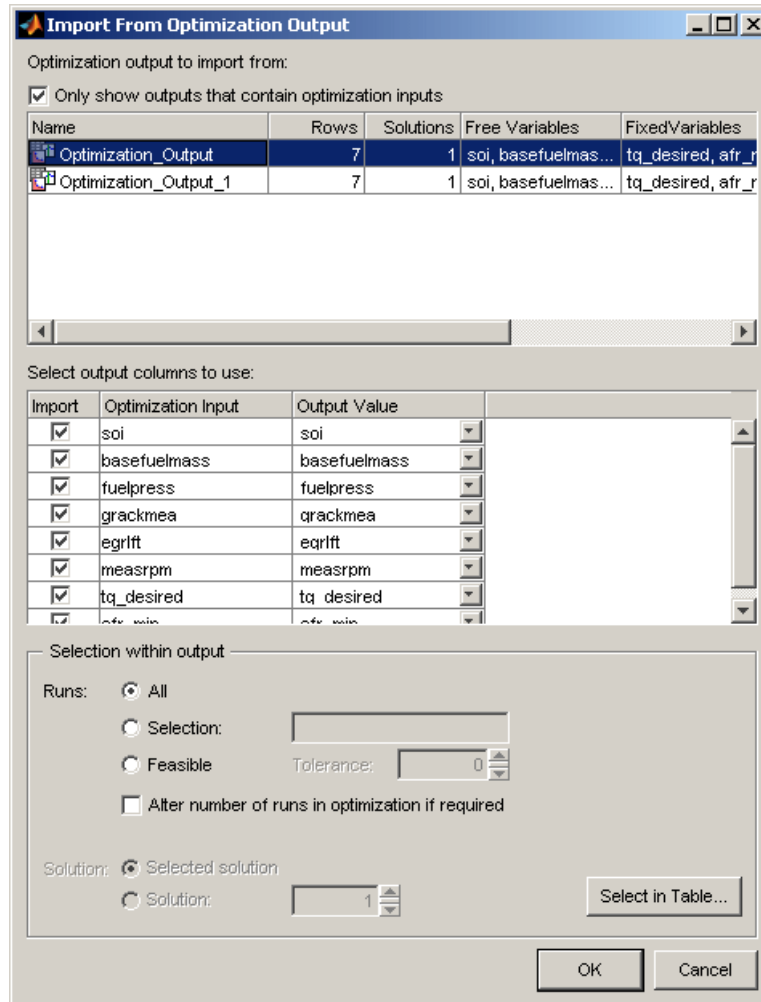 Import From Optimization Output
Optimization output to import from:
Only show outputs that contain optimization inputs
Name Rows Solutions Free Variables FixedVariables
Optimization_Output 7 1 soi, basefuelmas... tq_desired, afr_r
Optimization_Output_1 7 1 soi, basefuelmas... tq_desired, afr_r
Select output columns to use:
Import Optimization Input Output Value
soi soi
basefuelmass basefuelmass
fuelpress fuelpress
grackmea grackmea
egrlft egrlft
measrpm measrpm
tq_desired tq_desired
afr_min afr_min
Selection within output
Runs: All
Selection:
Feasible Tolerance: 0
Alter number of runs in optimization if required
Solution: Selected solution
Solution: 1
Select in Table...
OK Cancel